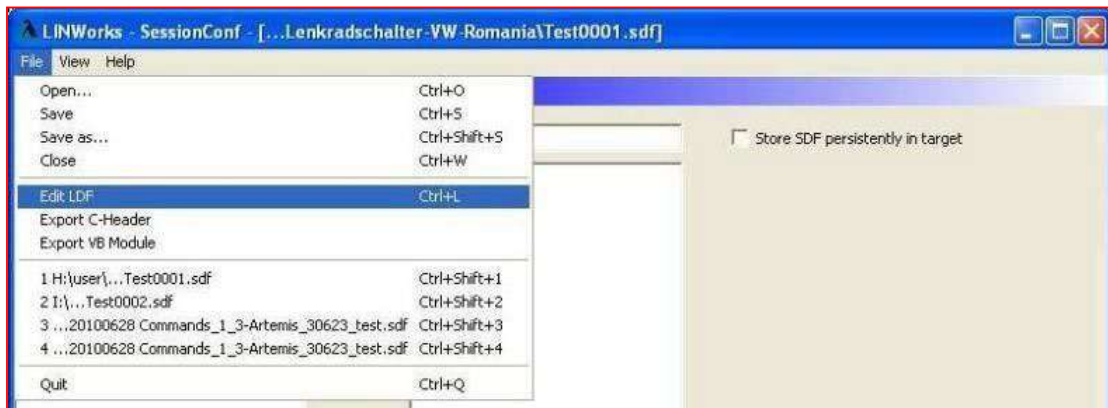 LINWorks - SessionConf - [...Lenkradschalter-VW-Romania\Test0001.sdf]
File View Help
Open... Ctrl+O
Save Ctrl+S
Save as... Ctrl+Shift+S
Close Ctrl+W
Store SDF persistently in target
Edit LDF Ctrl+L
Export C-Header
Export VB Module
1 H:\user\...Test0001.sdf Ctrl+Shift+1
2 I:\...Test0002.sdf Ctrl+Shift+2
3 ...20100628 Commands_1_3-Artemis_30623_test.sdf Ctrl+Shift+3
4 ...20100628 Commands_1_3-Artemis_30623_test.sdf Ctrl+Shift+4
Quit Ctrl+Q